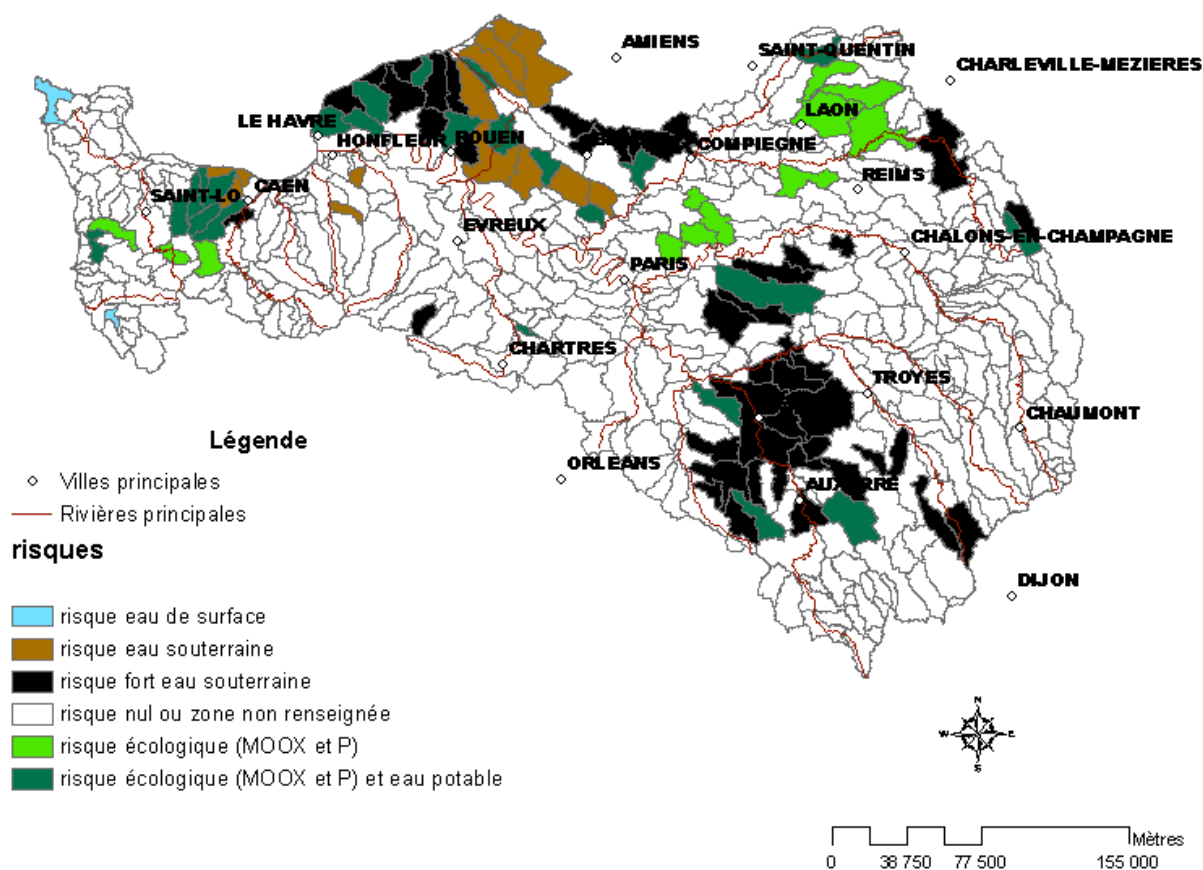 AMIENS
SAINT-QUENTIN
CHARLEVILLE-MEZIERES
LE HAVRE
LAON
HONFLEUR
ROUEN
COMPIEGNE
CAEN
REIMS
SAINT-LO
EVREUX
CHALONS-EN-CHAMPAGNE
PARIS
CHARTRES
TROYES
CHAUMONT
ORLEANS
AUXERRE
DIJON
Légende
Villes principales
Rivières principales
risques
risque eau de surface
risque eau souterraine
risque fort eau souterraine
risque nul ou zone non renseignée
risque écologique (MOOX et P)
risque écologique (MOOX et P) et eau potable
N
W E
S
Mètres
0 38 750 77 500 155 000